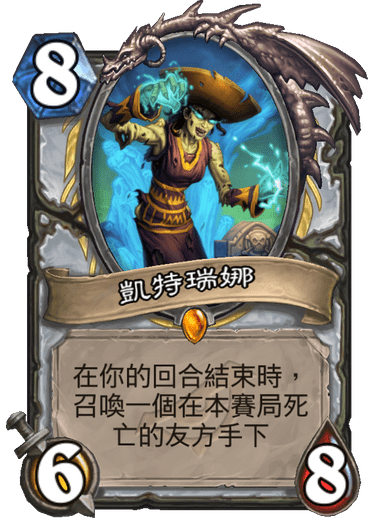 8
凱特瑞娜
在你的回合結束時，
召喚一個在本賽局死
亡的友方手下
6
8